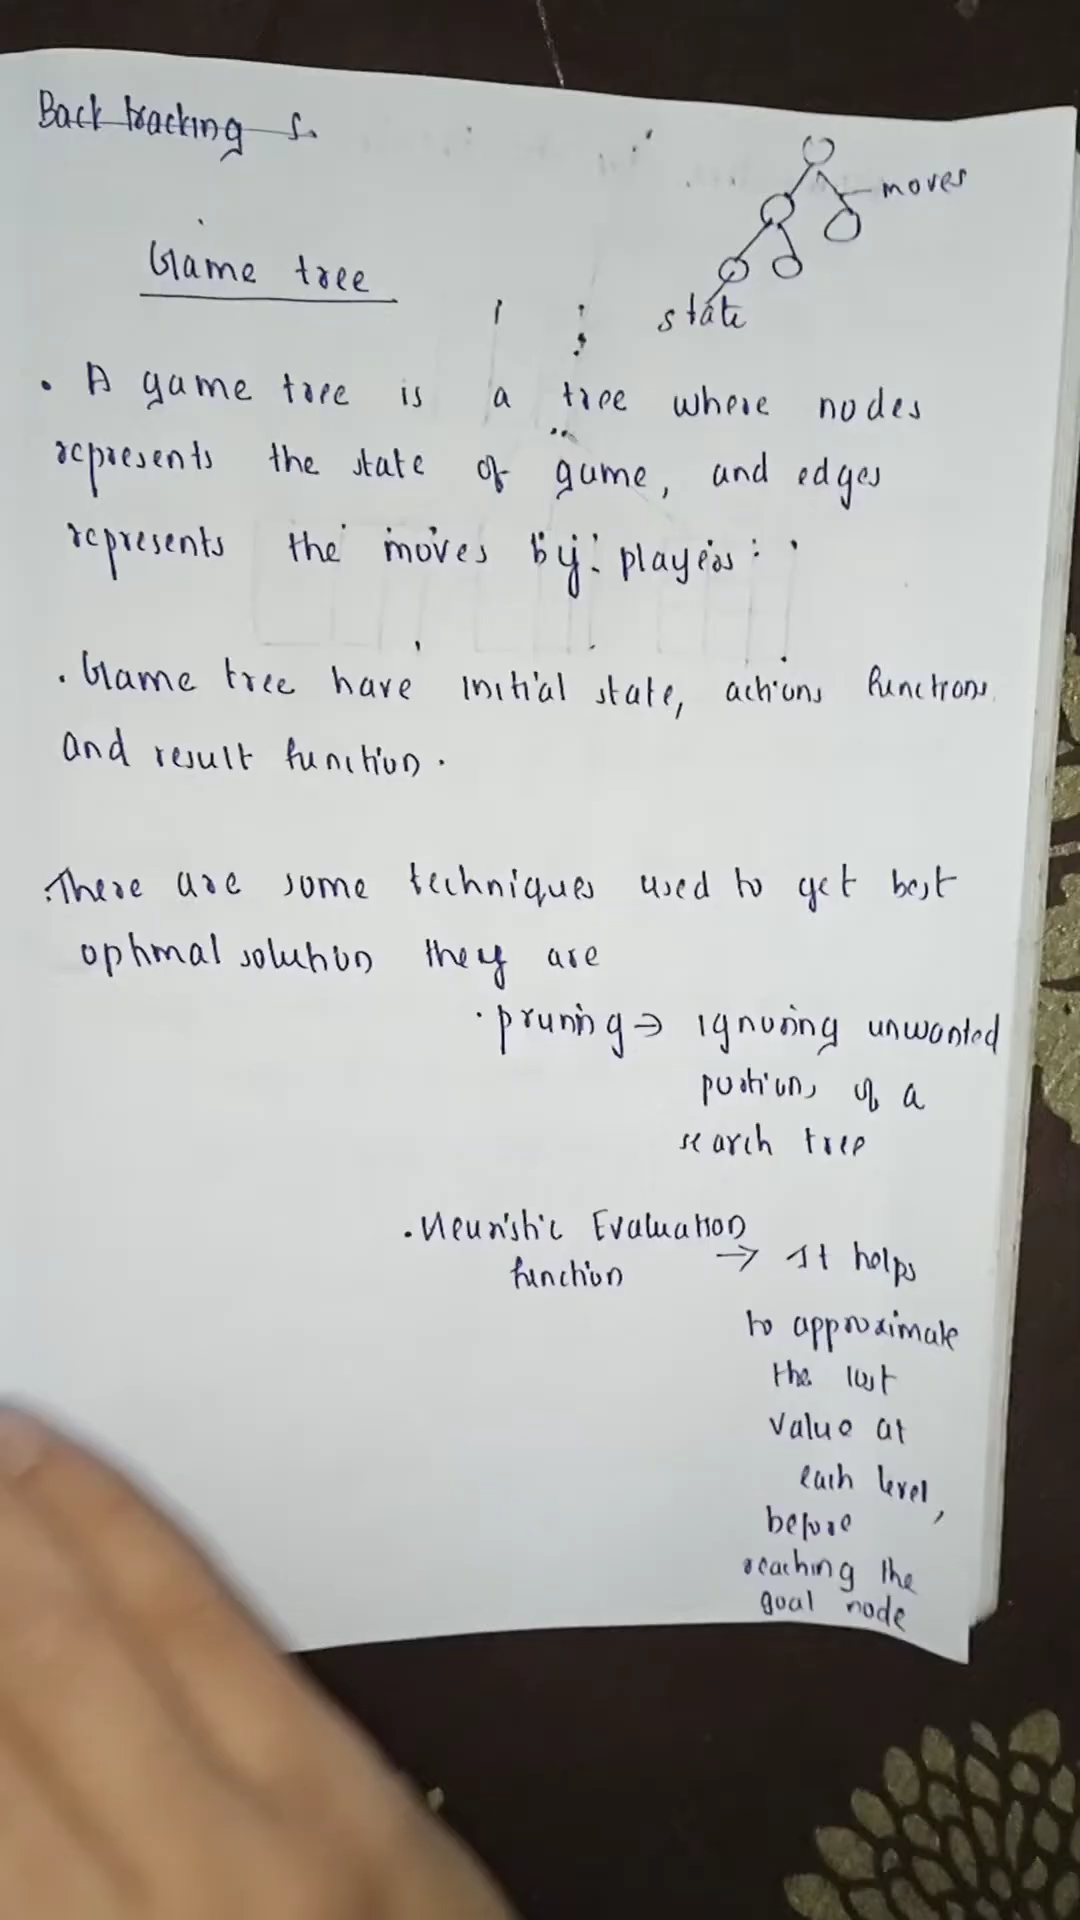 Back tracking S.
moves
Game tree
state
. A game tree is a tree where nodes
represents the state of game, and edges
represents the moves by players
. Game tree have initial state, actions functions
and result function.
. There are some techniques used to get best
optimal solution they are
. pruning → ignoring unwanted
portions of a
search tree
. Heuristic Evaluation
function → It helps
to approximate
the cost
value at
each level,
before
reaching the
goal node